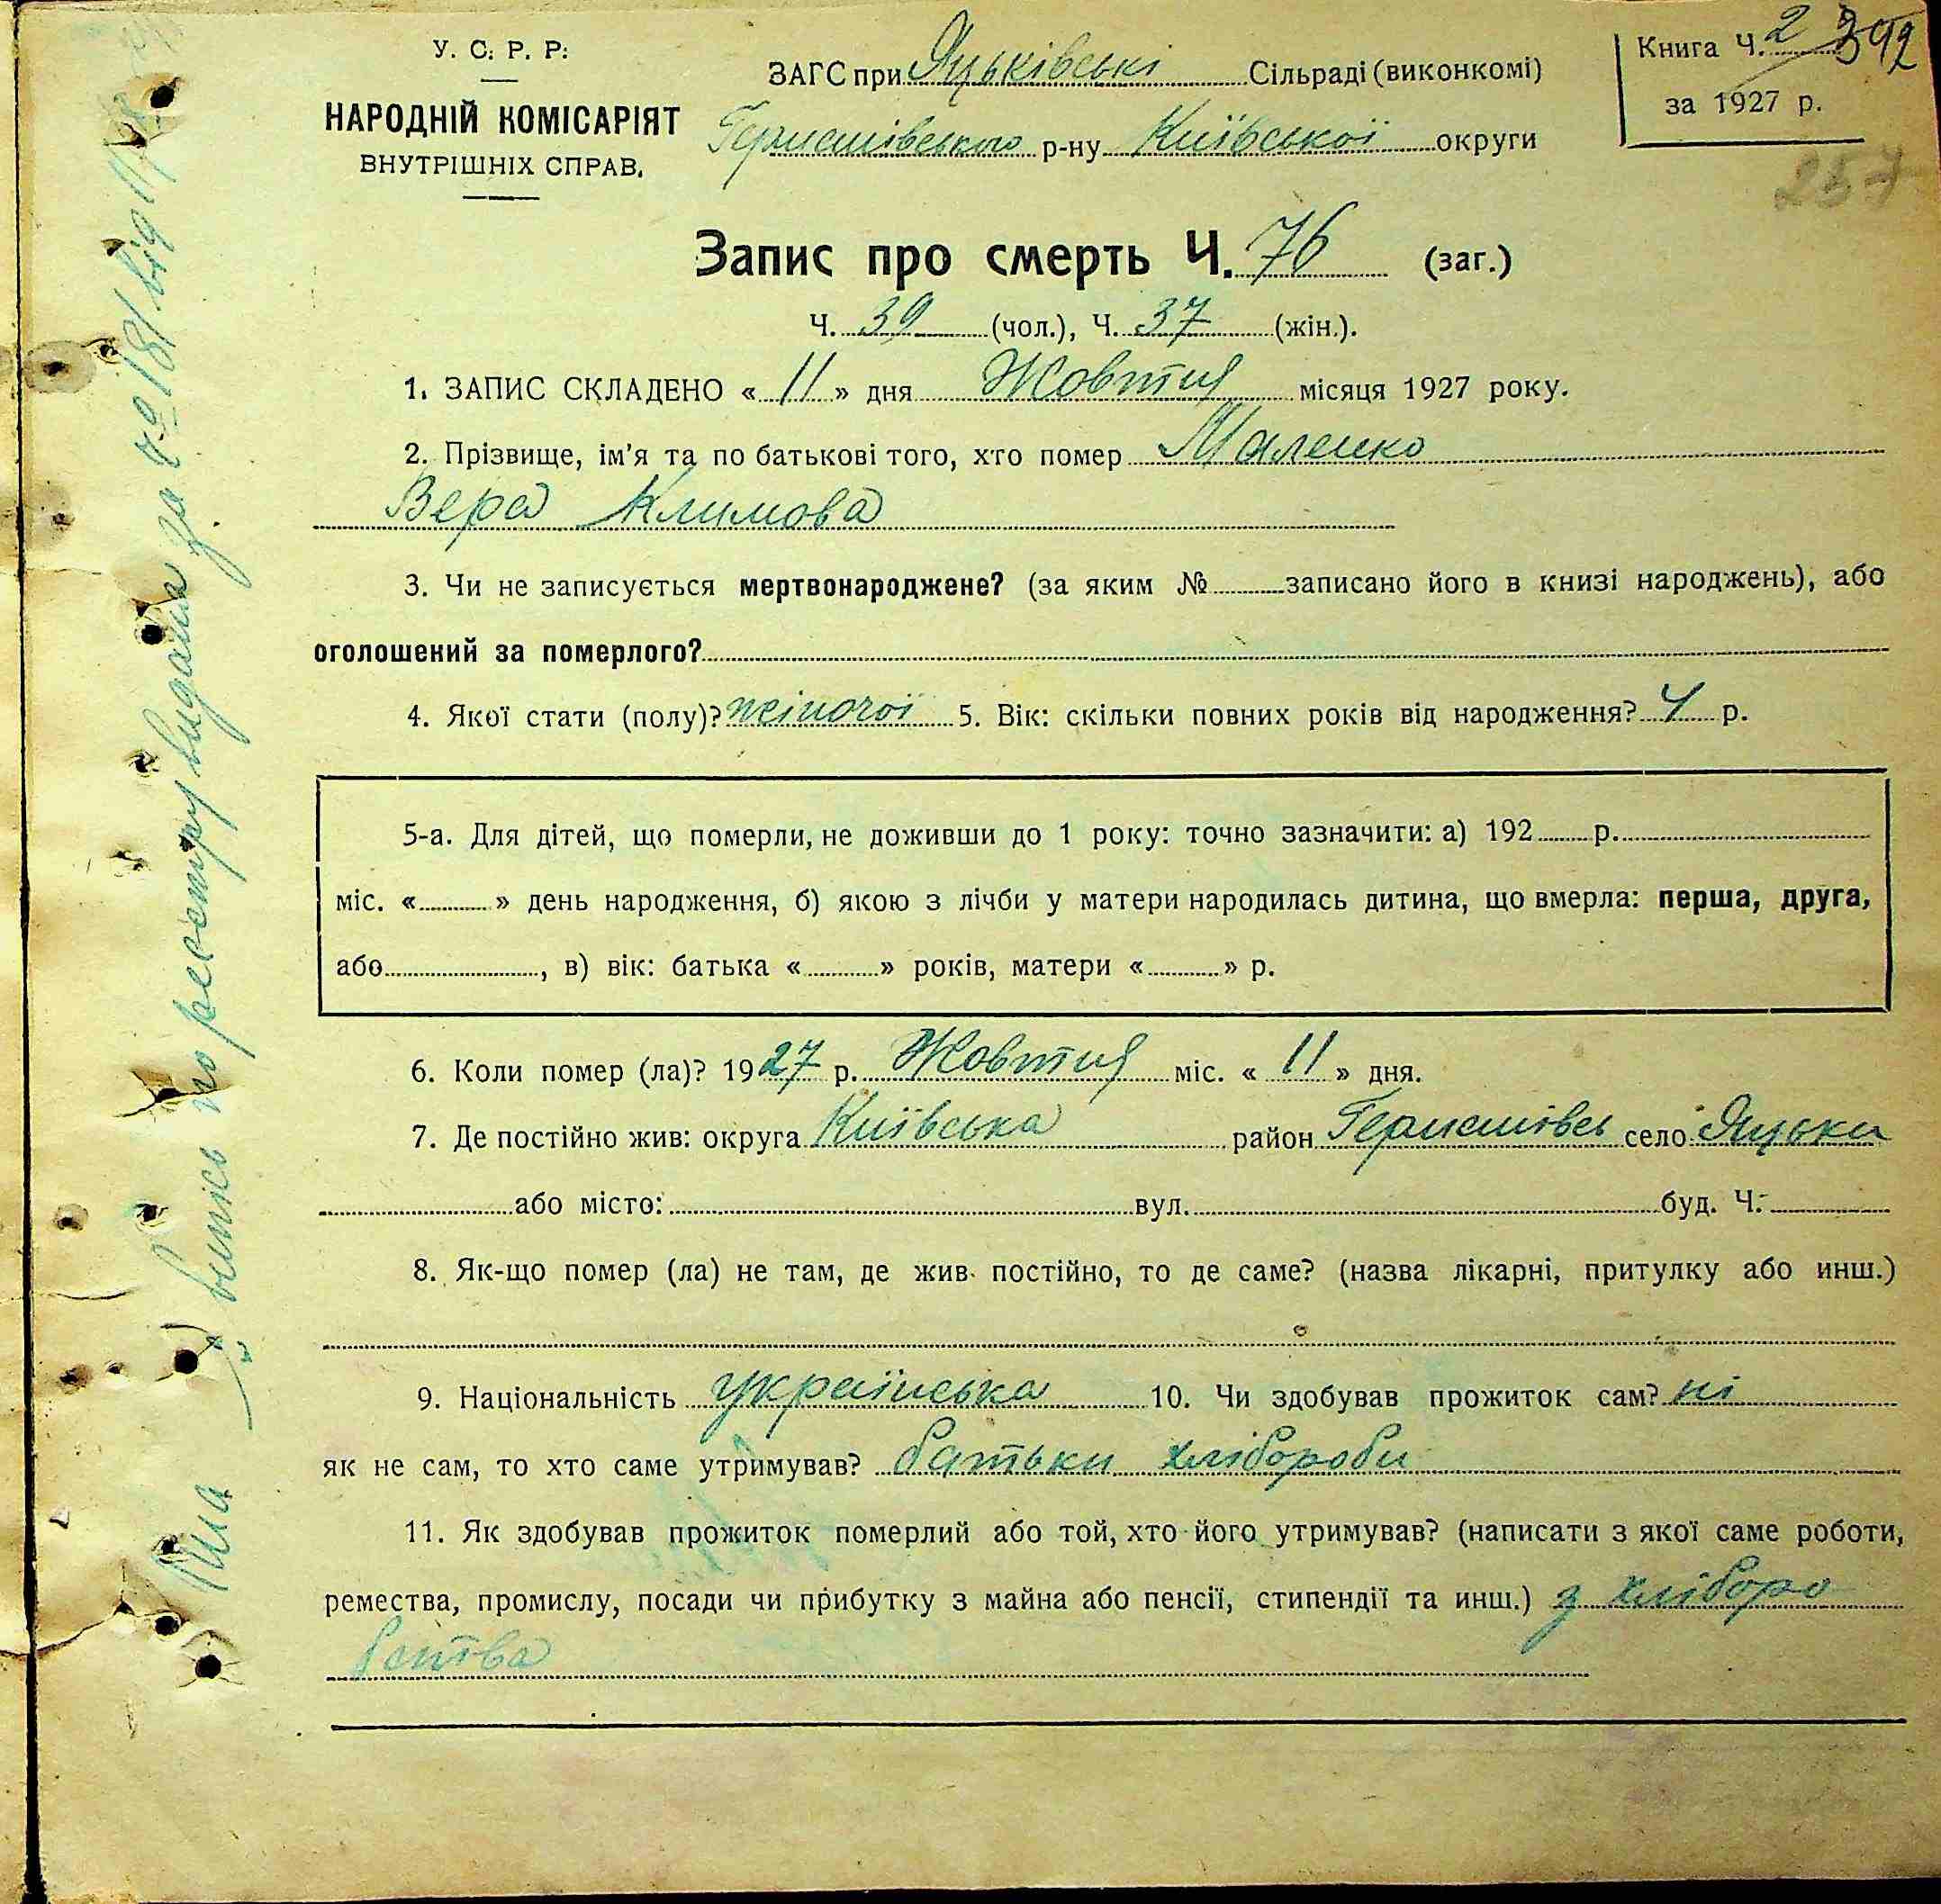 У. С. Р. Р.
НАРОДНІЙ КОМІСАРІЯТ
ВНУТРІШНІХ СПРАВ.
ЗАГС при Яцьківські Сільраді (виконкомі)
р-ну Київської округи
Книга Ч. 2
за 1927 р.
257
Запис про смерть Ч. 76 (заг.)
Ч. 39 (чол.), Ч. 37 (жін.).
1. ЗАПИС СКЛАДЕНО « 11 » дня Жовтня місяця 1927 року.
2. Прізвище, ім'я та по батькові того, хто помер Маленко
Вера Климова
3. Чи не записується мертвонароджене? (за яким № записано його в книзі народжень), або
оголошений за померлого?
4. Якої стати (полу)? жіночої 5. Вік: скільки повних років від народження? 4 р.
5-а. Для дітей, що померли, не доживши до 1 року: точно зазначити: а) 192 р.
міс. « » день народження, б) якою з лічби у матери народилась дитина, що вмерла: перша, друга,
або , в) вік: батька « » років, матери « » р.
6. Коли помер (ла)? 1927 р. Жовтня міс. « 11 » дня.
7. Де постійно жив: округа Київська район село Яцьки
або місто: вул. буд. Ч.
8. Як-що помер (ла) не там, де жив постійно, то де саме? (назва лікарні, притулку або инш.)
9. Національність українська 10. Чи здобував прожиток сам? ні
як не сам, то хто саме утримував? батьки хлібороби
11. Як здобував прожиток померлий або той, хто його утримував? (написати з якої саме роботи,
ремества, промислу, посади чи прибутку з майна або пенсії, стипендії та инш.) з хліборо
бства